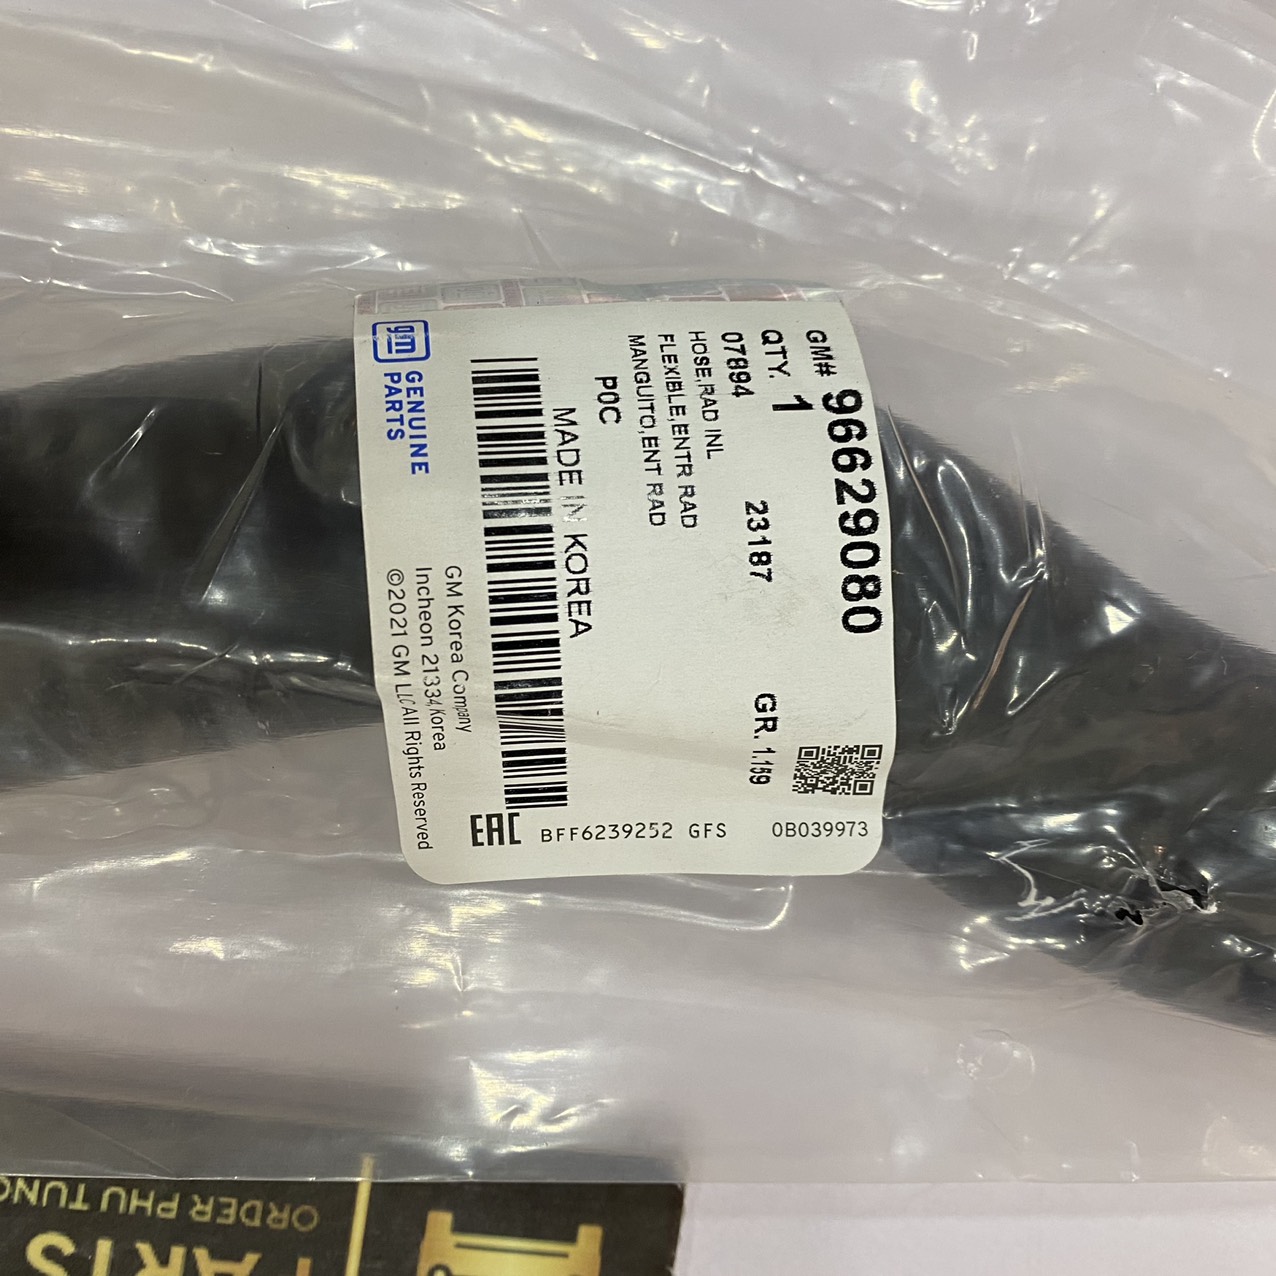 GM# 96629080
QTY. 1
07894 23187 GR. 1.159
HOSE,RAD INL
FLEXIBLE,ENTR RAD
MANGUITO,ENT RAD
P0C
MADE IN KOREA
gm GENUINE
PARTS
GM Korea Company
Incheon 21334,Korea
©2021 GM LLC All Rights Reserved
EAC BFF6239252 GFS 0B039973
ORDER PHU TUNG